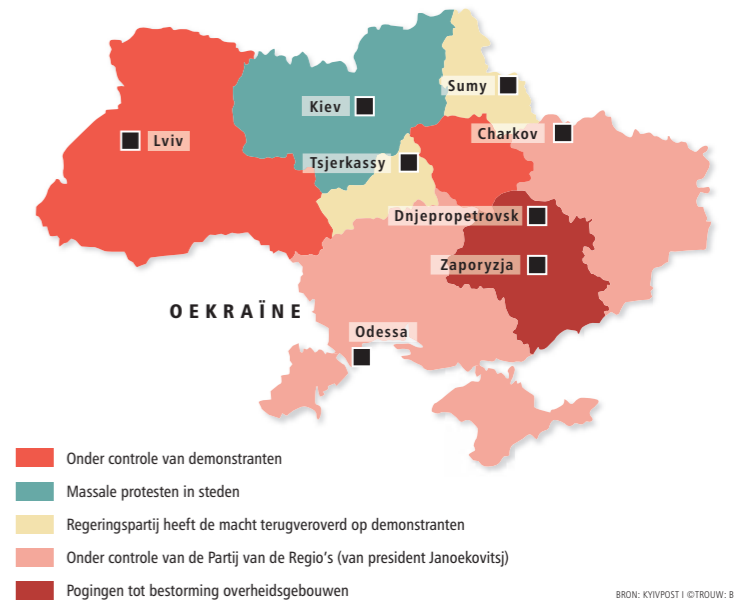 Sumy
Kiev
Charkov
Lviv
Tsjerkassy
Dnjepropetrovsk
Zaporyzja
OEKRAÏNE
Odessa
Onder controle van demonstranten
Massale protesten in steden
Regeringspartij heeft de macht terugveroverd op demonstranten
Onder controle van de Partij van de Regio's (van president Janoekovitsj)
Pogingen tot bestorming overheidsgebouwen
BRON: KYIVPOST I ©TROUW: B